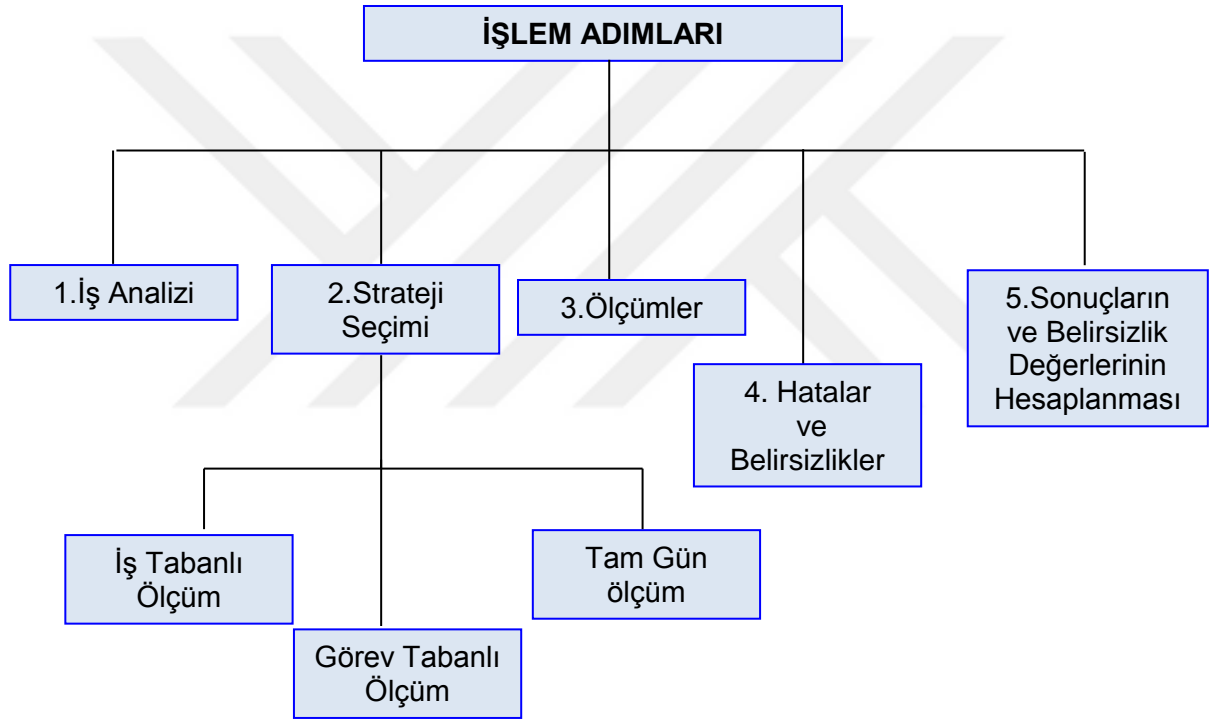 İŞLEM ADIMLARI
1.İş Analizi
2.Strateji
Seçimi
3.Ölçümler
4. Hatalar
ve
Belirsizlikler
5.Sonuçların
ve Belirsizlik
Değerlerinin
Hesaplanması
İş Tabanlı
Ölçüm
Görev Tabanlı
Ölçüm
Tam Gün
ölçüm